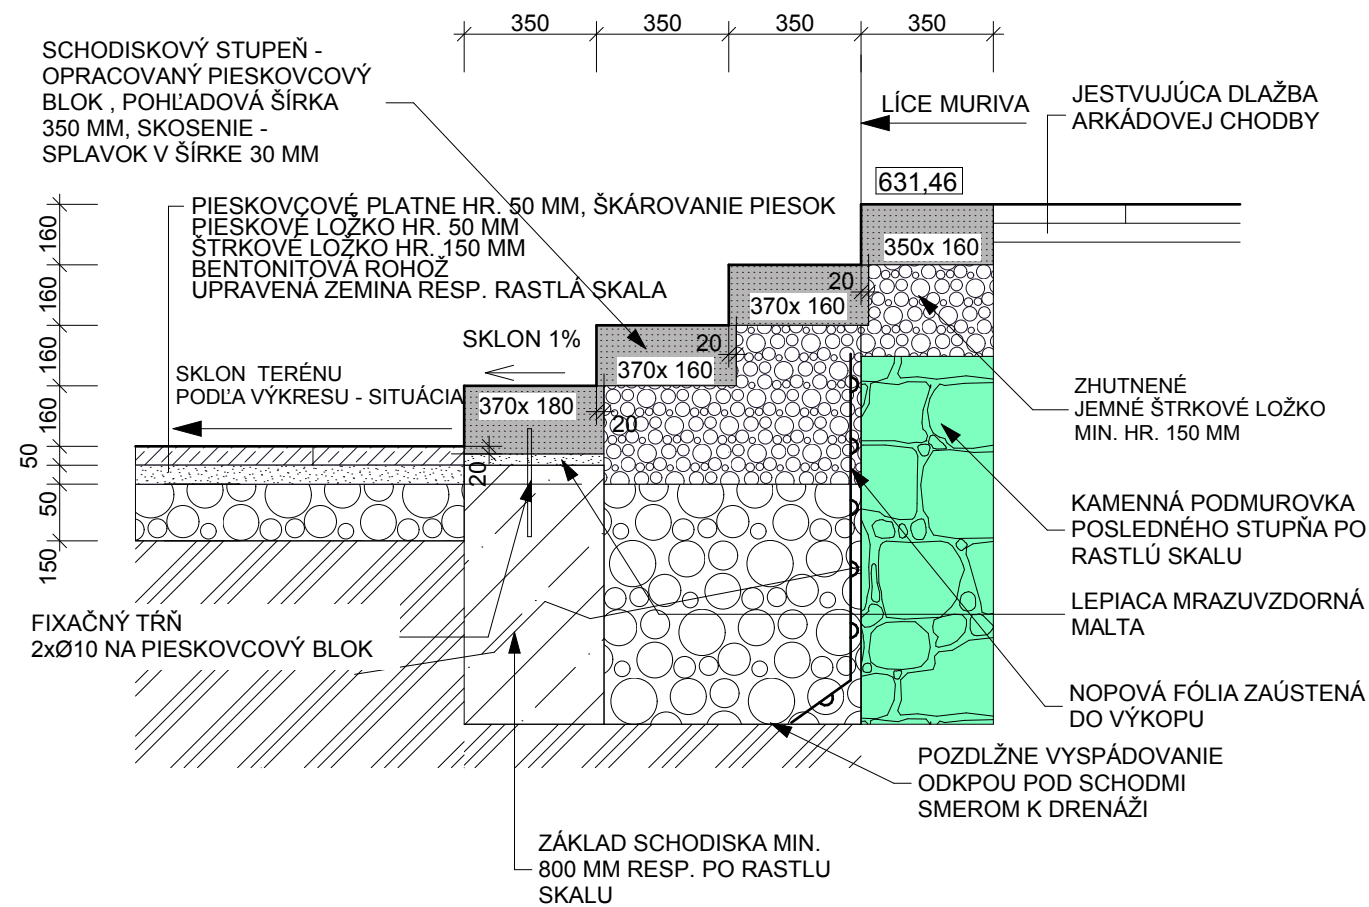 350
350
350
350
SCHODISKOVÝ STUPEŇ -
OPRACOVANÝ PIESKOVCOVÝ
BLOK , POHĽADOVÁ ŠÍRKA
350 MM, SKOSENIE -
SPLAVOK V ŠÍRKE 30 MM
LÍCE MURIVA
JESTVUJÚCA DLAŽBA
ARKÁDOVEJ CHODBY
631,46
PIESKOVCOVÉ PLATNE HR. 50 MM, ŠKÁROVANIE PIESOK
PIESKOVÉ LOŽKO HR. 50 MM
ŠTRKOVÉ LOŽKO HR. 150 MM
BENTONITOVÁ ROHOŽ
UPRAVENÁ ZEMINA RESP. RASTLÁ SKALA
160
160
160
160
50
50
150
350x 160
20
370x 160
20
370x 160
20
370x 180
20
SKLON 1%
SKLON TERÉNU
PODĽA VÝKRESU - SITUÁCIA
ZHUTNENÉ
JEMNÉ ŠTRKOVÉ LOŽKO
MIN. HR. 150 MM
KAMENNÁ PODMUROVKA
POSLEDNÉHO STUPŇA PO
RASTLÚ SKALU
LEPIACA MRAZUVZDORNÁ
MALTA
FIXAČNÝ TŔŇ
2xØ10 NA PIESKOVCOVÝ BLOK
NOPOVÁ FÓLIA ZAÚSTENÁ
DO VÝKOPU
POZDLŽNE VYSPÁDOVANIE
ODKPOU POD SCHODMI
SMEROM K DRENÁŽI
ZÁKLAD SCHODISKA MIN.
800 MM RESP. PO RASTLU
SKALU